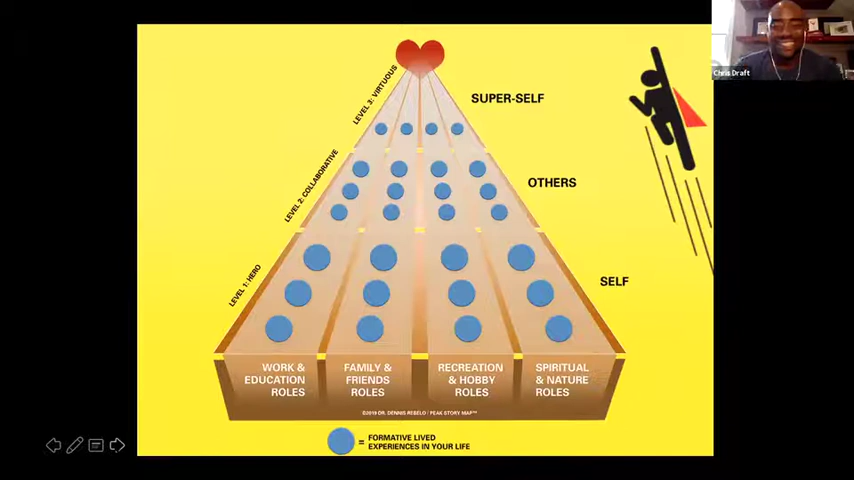 Chris Draft
LEVEL 3: VIRTUOUS
SUPER-SELF
LEVEL 2: COLLABORATIVE
OTHERS
LEVEL 1: HERO
SELF
WORK &
EDUCATION
ROLES
FAMILY &
FRIENDS
ROLES
RECREATION
& HOBBY
ROLES
SPIRITUAL
& NATURE
ROLES
©2019 DR. DENNIS REBELO / PEAK STORY MAP™
= FORMATIVE LIVED
EXPERIENCES IN YOUR LIFE